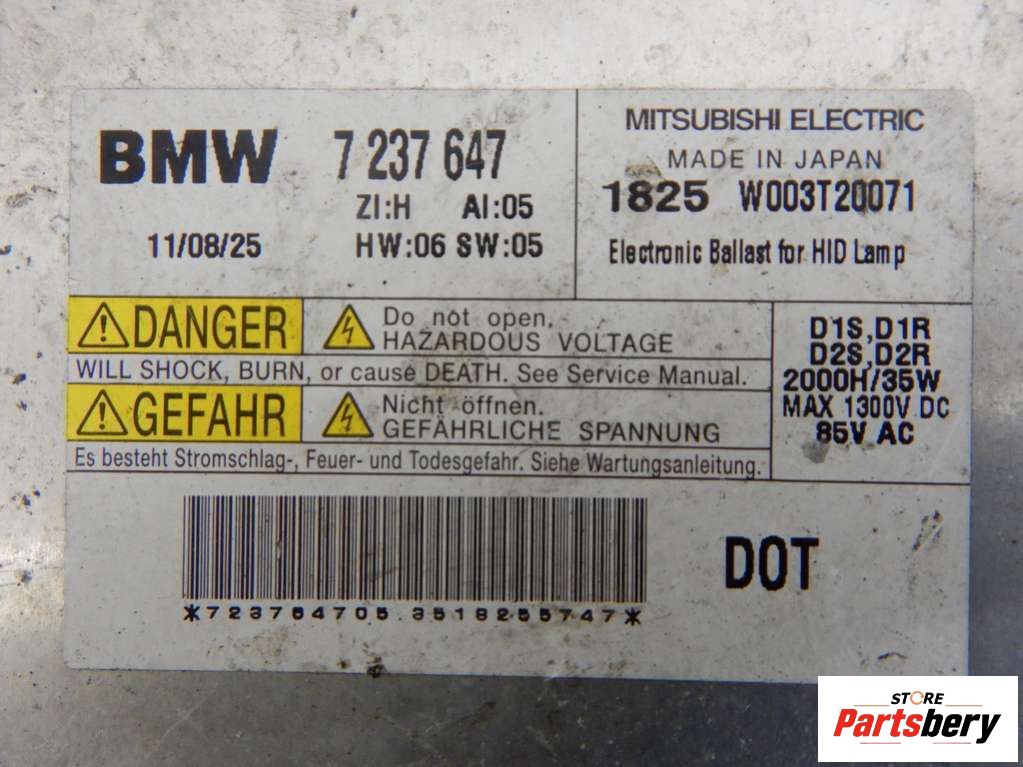 BMW 7 237 647
ZI:H AI:05
11/08/25 HW:06 SW:05
MITSUBISHI ELECTRIC
MADE IN JAPAN
1825 W003T20071
Electronic Ballast for HID Lamp
DANGER
Do not open.
HAZARDOUS VOLTAGE
WILL SHOCK, BURN, or cause DEATH. See Service Manual.
GEFAHR
Nicht öffnen.
GEFÄHRLICHE SPANNUNG
Es besteht Stromschlag-, Feuer- und Todesgefahr. Siehe Wartungsanleitung.
D1S, D1R
D2S, D2R
2000H/35W
MAX 1300V DC
85V AC
*723764705.3518255747*
DOT
STORE
Partsbery